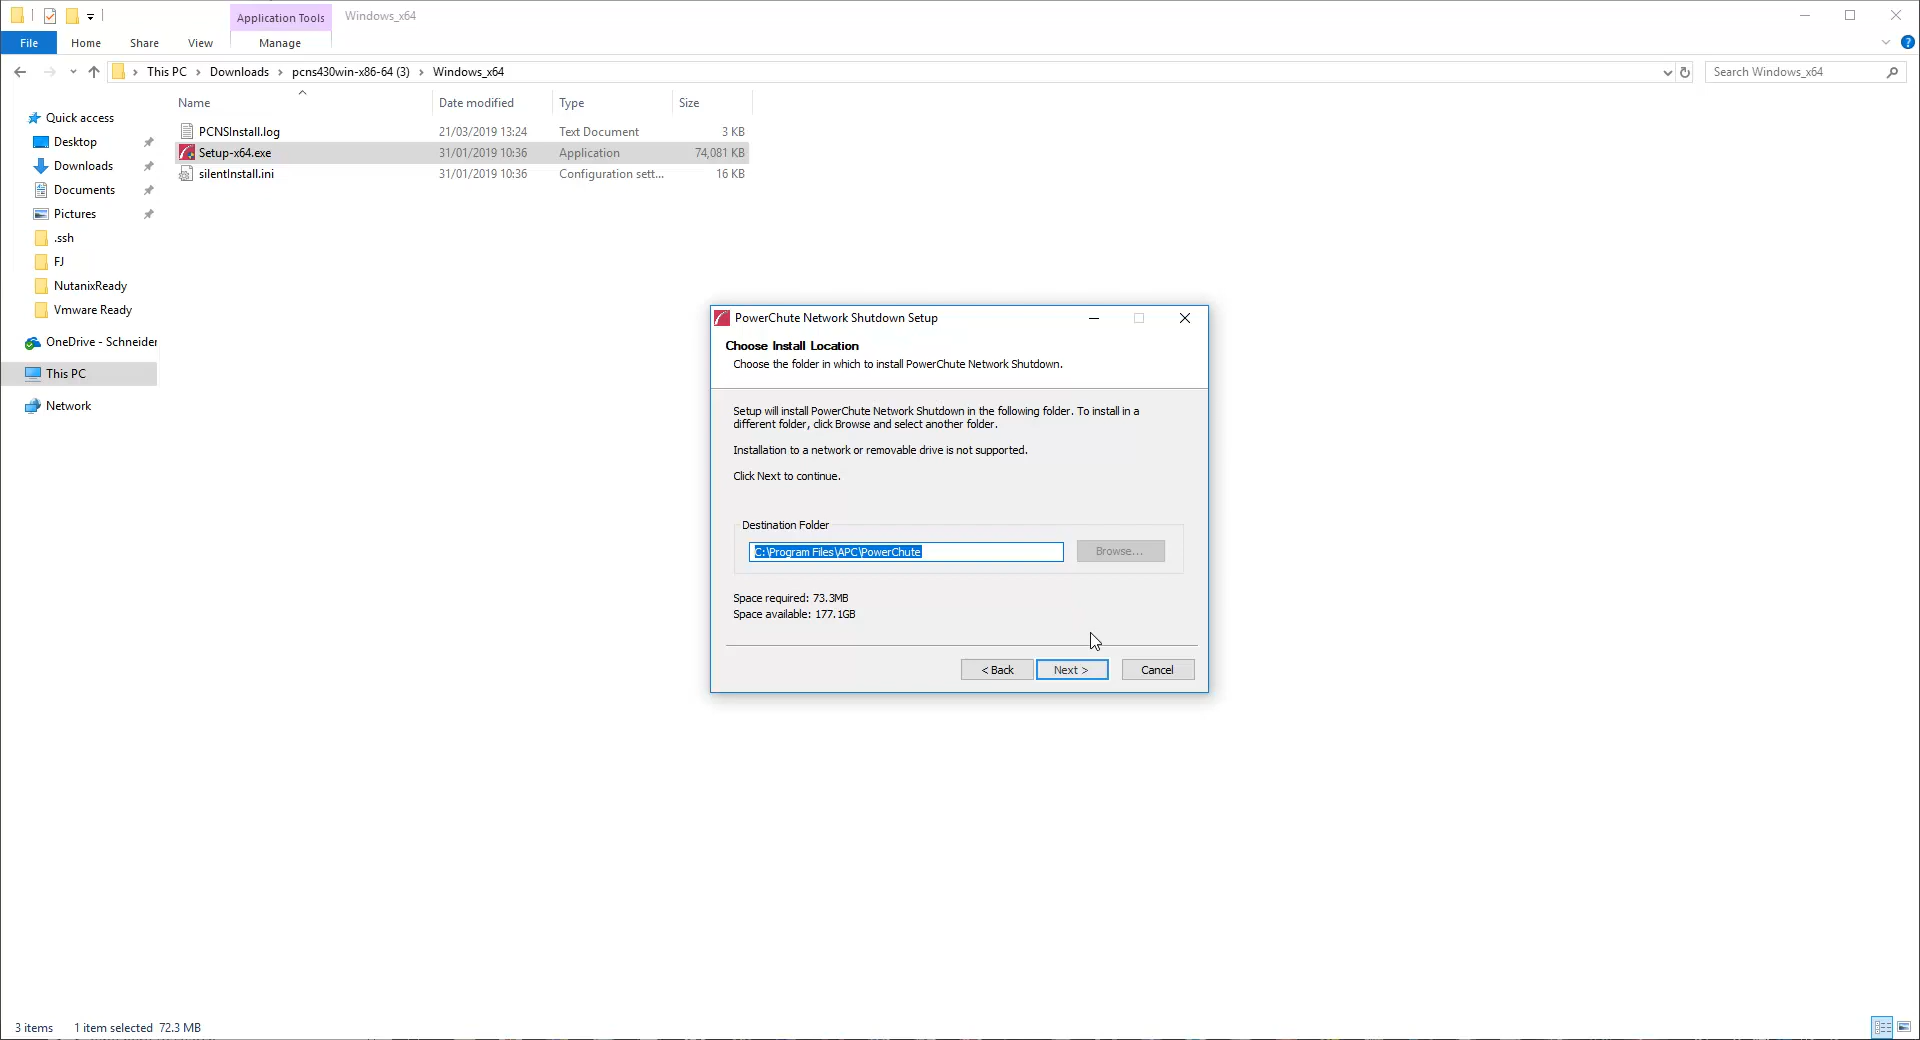 Application Tools
Windows_x64
File
Home
Share
View
Manage
This PC
Downloads
pcns430win-x86-64 (3)
Windows_x64
Search Windows_x64
Name
Date modified
Type
Size
PCNSInstall.log
21/03/2019 13:24
Text Document
3 KB
Setup-x64.exe
31/01/2019 10:36
Application
74,081 KB
silentInstall.ini
31/01/2019 10:36
Configuration sett...
16 KB
Quick access
Desktop
Downloads
Documents
Pictures
.ssh
FJ
NutanixReady
Vmware Ready
OneDrive - Schneider
This PC
Network
PowerChute Network Shutdown Setup
Choose Install Location
Choose the folder in which to install PowerChute Network Shutdown.
Setup will install PowerChute Network Shutdown in the following folder. To install in a
different folder, click Browse and select another folder.
Installation to a network or removable drive is not supported.
Click Next to continue.
Destination Folder
C:\Program Files\APC\PowerChute
Browse...
Space required: 73.3MB
Space available: 177.1GB
< Back
Next >
Cancel
3 items
1 item selected 72.3 MB